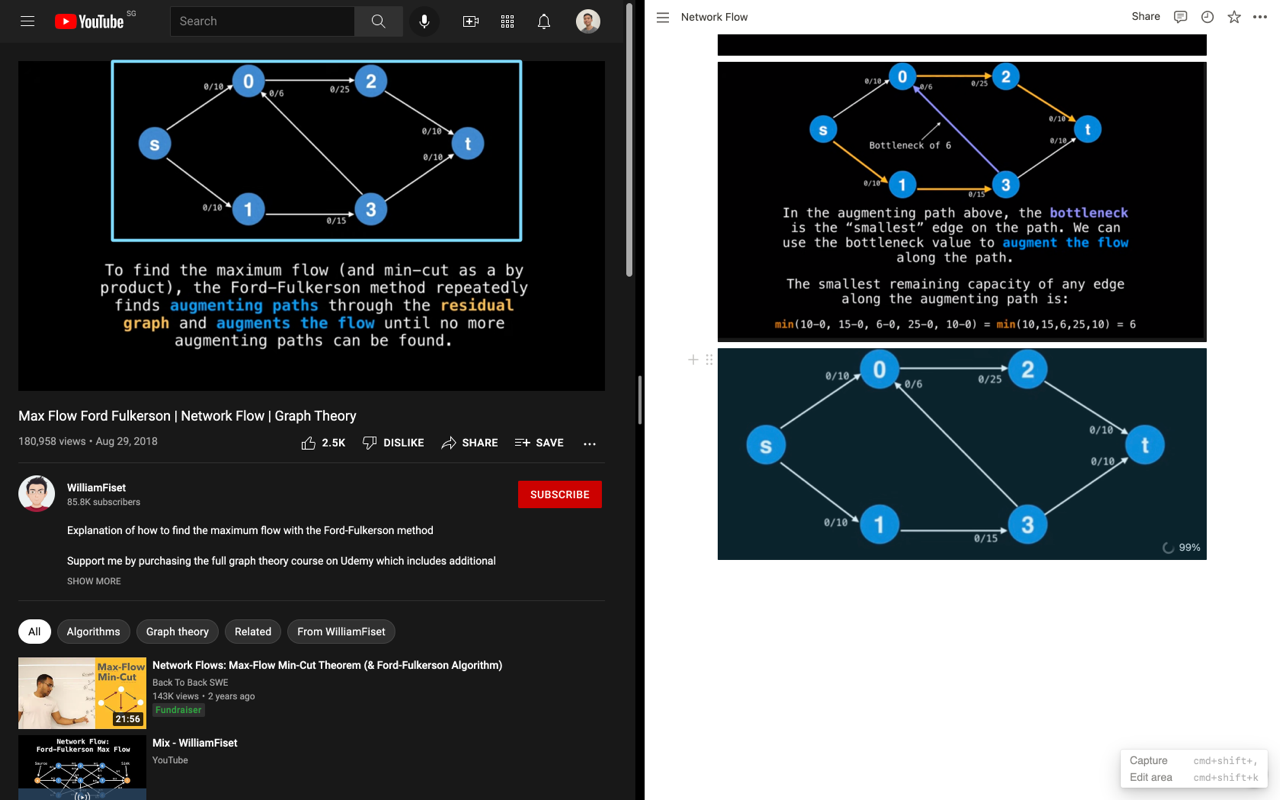 YouTube SG
Search
0/10
0
0/6
0/25
2
s
0/10
t
0/10
0/10
1
0/15
3
To find the maximum flow (and min-cut as a by
product), the Ford-Fulkerson method repeatedly
finds augmenting paths through the residual
graph and augments the flow until no more
augmenting paths can be found.
Max Flow Ford Fulkerson | Network Flow | Graph Theory
180,958 views • Aug 29, 2018
2.5K
DISLIKE
SHARE
SAVE
WilliamFiset
85.8K subscribers
SUBSCRIBE
Explanation of how to find the maximum flow with the Ford-Fulkerson method
Support me by purchasing the full graph theory course on Udemy which includes additional
SHOW MORE
All
Algorithms
Graph theory
Related
From WilliamFiset
Max-Flow
Min-Cut
21:56
Network Flows: Max-Flow Min-Cut Theorem (& Ford-Fulkerson Algorithm)
Back To Back SWE
143K views • 2 years ago
Fundraiser
Network Flow:
Ford-Fulkerson Max Flow
Source
Sink
Mix - WilliamFiset
YouTube
Network Flow
Share
0/10
0
0/6
0/25
2
s
Bottleneck of 6
0/10
t
0/10
0/10
1
0/15
3
In the augmenting path above, the bottleneck
is the “smallest” edge on the path. We can
use the bottleneck value to augment the flow
along the path.
The smallest remaining capacity of any edge
along the augmenting path is:
min(10-0, 15-0, 6-0, 25-0, 10-0) = min(10,15,6,25,10) = 6
0/10
0
0/6
0/25
2
s
0/10
t
0/10
0/10
1
0/15
3
99%
Capture cmd+shift+,
Edit area cmd+shift+k